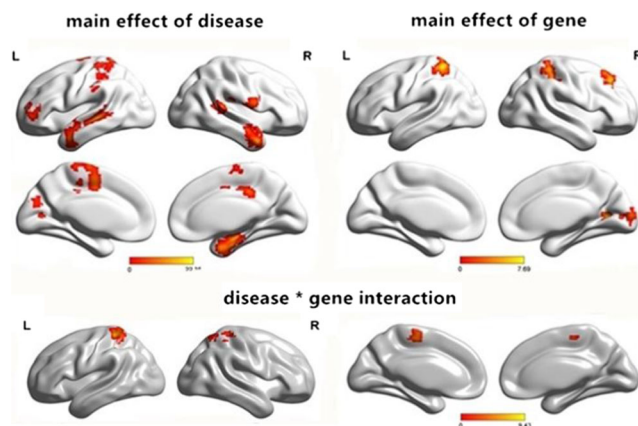 main effect of disease
main effect of gene
L R
L R
0
0 7.69
disease * gene interaction
L R
0